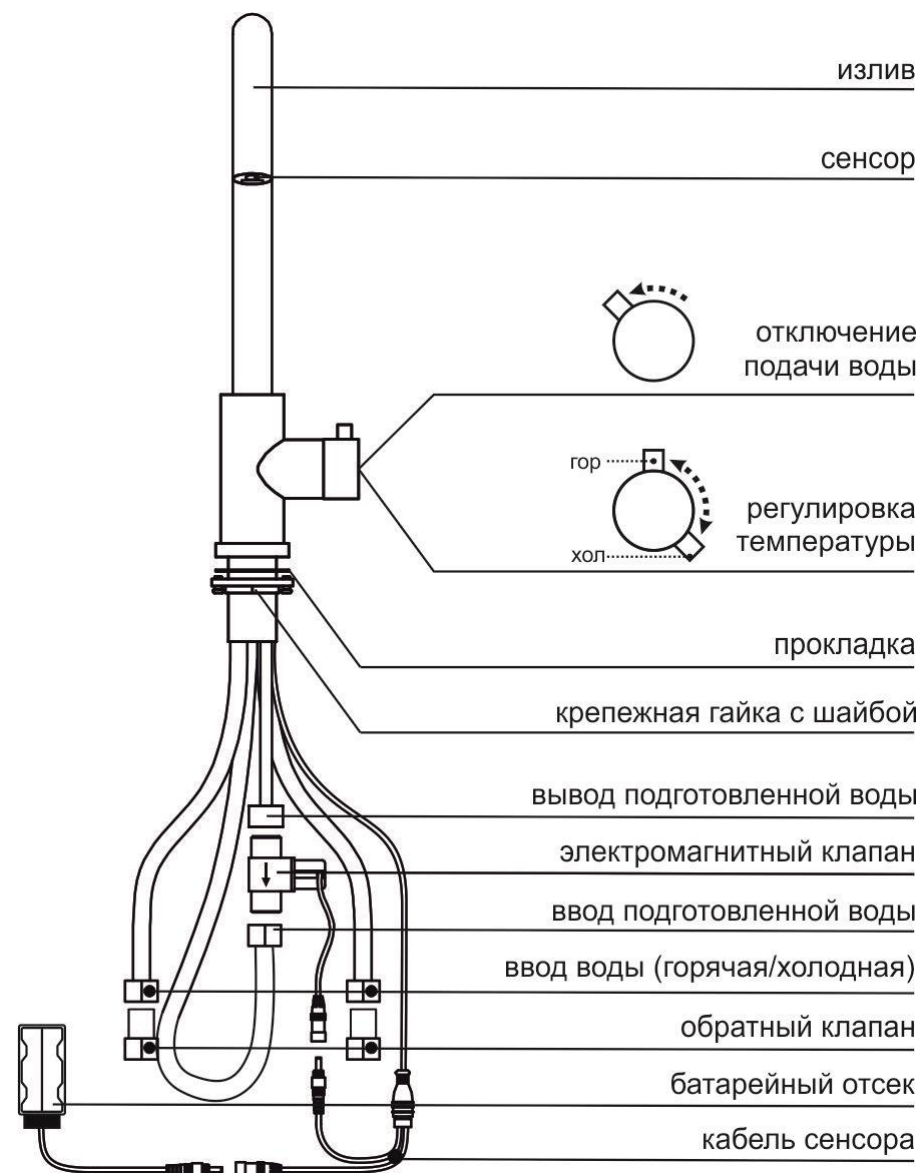 излив
сенсор
отключение
подачи воды
гор
регулировка
температуры
хол
прокладка
крепежная гайка с шайбой
вывод подготовленной воды
электромагнитный клапан
ввод подготовленной воды
ввод воды (горячая/холодная)
обратный клапан
батарейный отсек
кабель сенсора